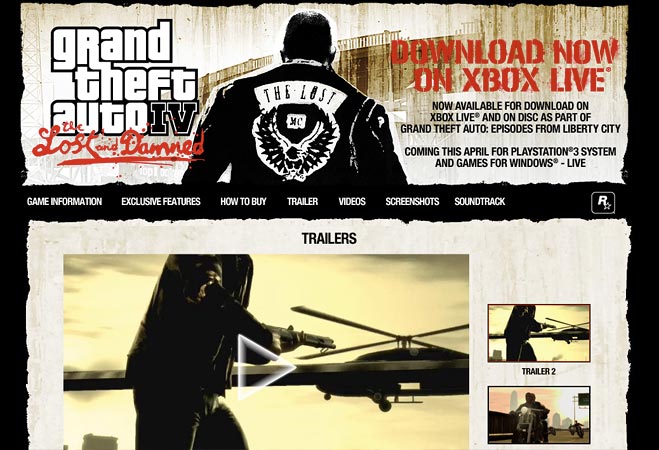 grand
theft
auto IV
The Lost and Damned
THE LOST
MC
DOWNLOAD NOW
ON XBOX LIVE®
NOW AVAILABLE FOR DOWNLOAD ON
XBOX LIVE® AND ON DISC AS PART OF
GRAND THEFT AUTO: EPISODES FROM LIBERTY CITY
COMING THIS APRIL FOR PLAYSTATION®3 SYSTEM
AND GAMES FOR WINDOWS® - LIVE
GAME INFORMATION EXCLUSIVE FEATURES HOW TO BUY TRAILER VIDEOS SCREENSHOTS SOUNDTRACK R
TRAILERS
TRAILER 2